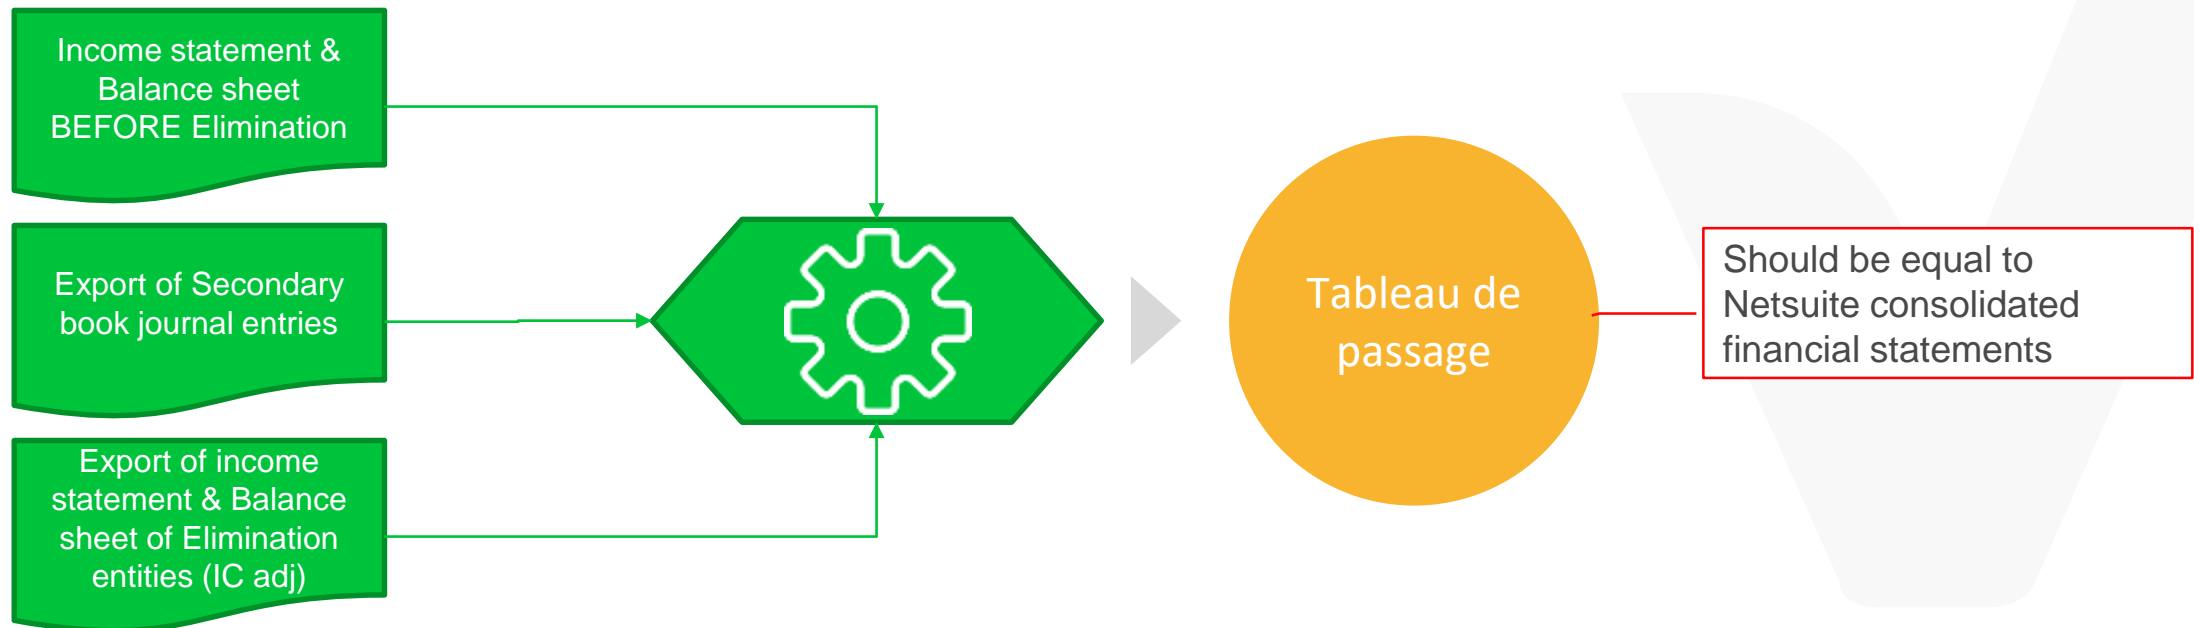 Income statement &
Balance sheet
BEFORE Elimination
Export of Secondary
book journal entries
Export of income
statement & Balance
sheet of Elimination
entities (IC adj)
Tableau de
passage
Should be equal to
Netsuite consolidated
financial statements